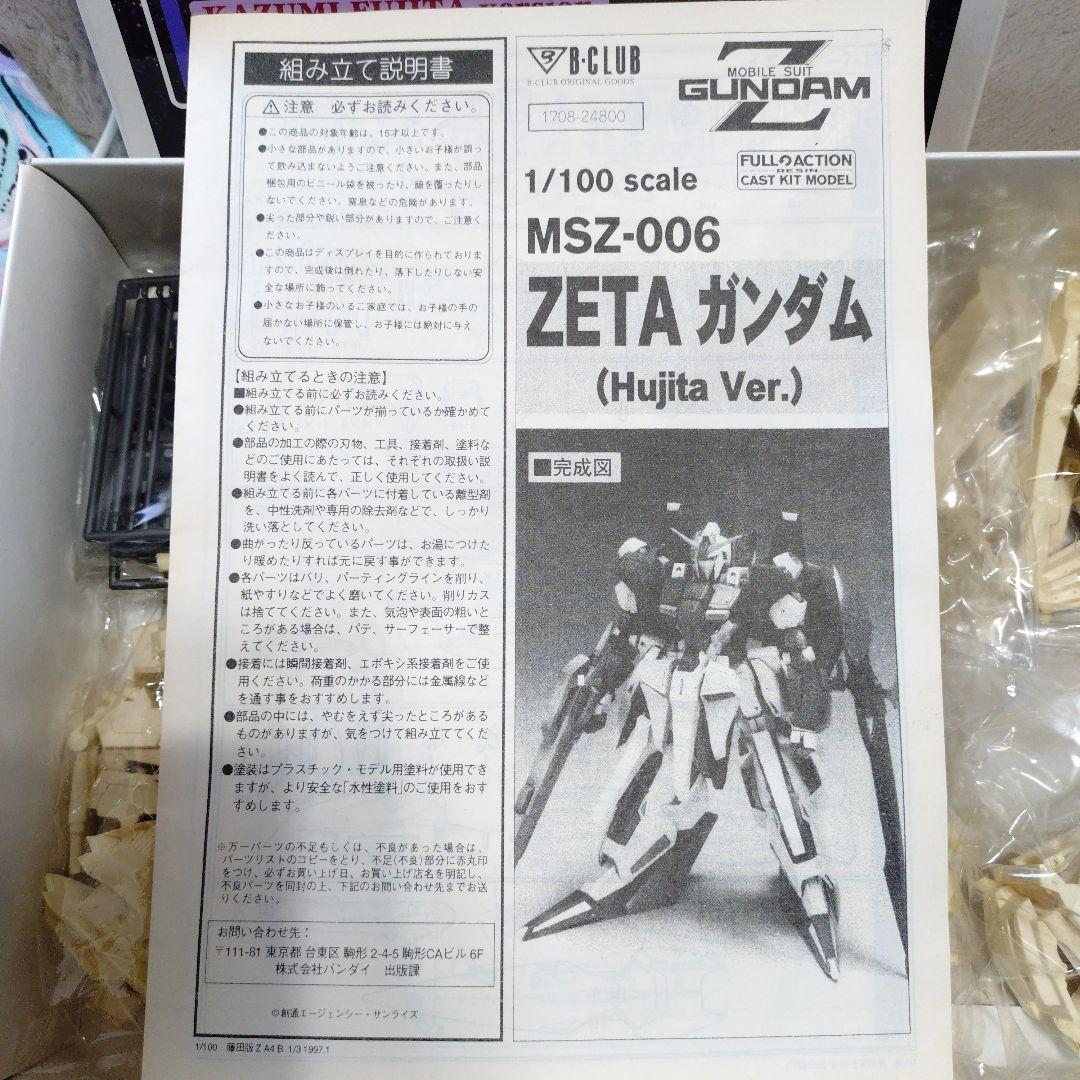 KAZUMI FUJITA version
組み立て説明書
⚠注意 必ずお読みください。
●この商品の対象年齢は、15才以上です。
●小さな部品がありますので、小さいお子様が誤っ
て飲み込まないようご注意ください。また、部品
梱包用のビニール袋を被ったり、顔を覆ったりし
ないでください。窒息などの危険があります。
●尖った部分や鋭い部分がありますので、ご注意く
ださい。
●この商品はディスプレイを目的に作られておりま
すので、完成後は倒れたり、落下したりしない安
全な場所に飾ってください。
●小さなお子様のいるご家庭では、お子様の手の
届かない場所に保管し、お子様には絶対に与え
ないでください。
【組み立てるときの注意】
■組み立てる前に必ずお読みください。
●組み立てる前にパーツが揃っているか確かめて
ください。
●部品の加工の際の刃物、工具、接着剤、塗料な
どのご使用にあたっては、それぞれの取扱い説
明書をよく読んで、正しく使用してください。
●組み立てる前に各パーツに付着している離型剤
を、中性洗剤や専用の除去剤などで、しっかり
洗い落としてください。
●曲がったり反っているパーツは、お湯につけた
り暖めたりすれば元に戻す事ができます。
●各パーツはバリ、パーティングラインを削り、
紙やすりなどでよく磨いてください。削りカス
は捨ててください。また、気泡や表面の粗いと
ころがある場合は、パテ、サーフェーサーで整
えてください。
●接着には瞬間接着剤、エポキシ系接着剤をご使
用ください。荷重のかかる部分には金属線など
を通す事をおすすめします。
●部品の中には、やむをえず尖ったところがある
ものがありますが、気をつけて組み立ててくだ
さい。
●塗装はプラスチック・モデル用塗料が使用でき
ますが、より安全な「水性塗料」のご使用をおす
すめします。
※万一パーツの不足もしくは、不良があった場合は、
パーツリストのコピーをとり、不足(不良)部分に赤丸印
をつけ、必ずお買い上げ日、お買い上げ店名を明記し、
不良パーツを同封の上、下記のお問い合わせ先までお送
りください。
お問い合わせ先：
〒111-81 東京都 台東区 駒形 2-4-5 駒形CAビル 6F
株式会社バンダイ 出版課
©創通エージェンシー・サンライズ
1/100 藤田版 Z A4 B 1/3 1997.1
B-CLUB
B-CLUB ORIGINAL GOODS
1708-24800
MOBILE SUIT
Z
GUNDAM
FULL ACTION
RESIN
CAST KIT MODEL
1/100 scale
MSZ-006
ZETA ガンダム
(Hujita Ver.)
■完成図